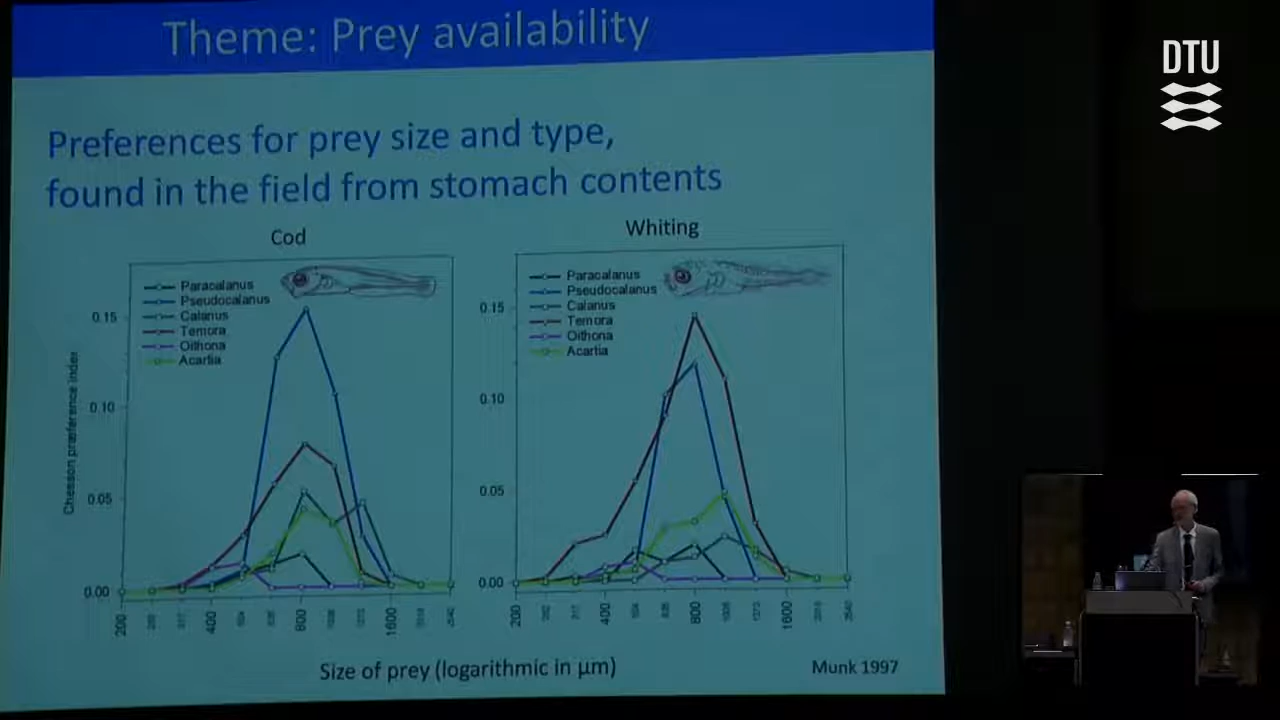 Theme: Prey availability
DTU
Preferences for prey size and type,
found in the field from stomach contents
Cod
Whiting
Paracalanus
Pseudocalanus
Calanus
Temora
Oithona
Acartia
Paracalanus
Pseudocalanus
Calanus
Temora
Oithona
Acartia
Chesson præference index
0.15
0.10
0.05
0.00
0.15
0.10
0.05
0.00
200
400
800
1600
200
400
800
1600
Size of prey (logarithmic in µm)
Munk 1997